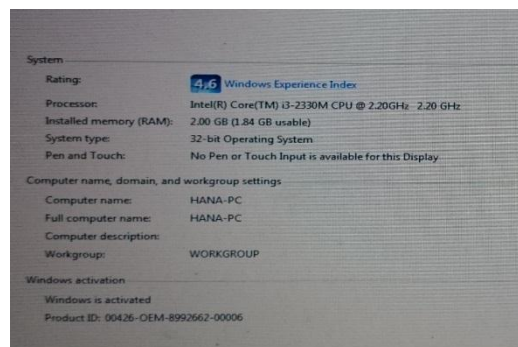 System
Rating: 4,6 Windows Experience Index
Processor: Intel(R) Core(TM) i3-2330M CPU @ 2.20GHz 2.20 GHz
Installed memory (RAM): 2.00 GB (1.84 GB usable)
System type: 32-bit Operating System
Pen and Touch: No Pen or Touch Input is available for this Display
Computer name, domain, and workgroup settings
Computer name: HANA-PC
Full computer name: HANA-PC
Computer description:
Workgroup: WORKGROUP
Windows activation
Windows is activated
Product ID: 00426-OEM-8992662-00006